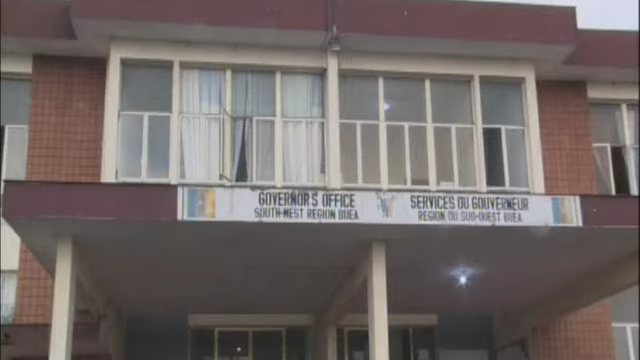 GOVERNOR'S OFFICE
SOUTH-WEST REGION BUEA
SERVICES DU GOUVERNEUR
REGION DU SUD-OUEST BUEA